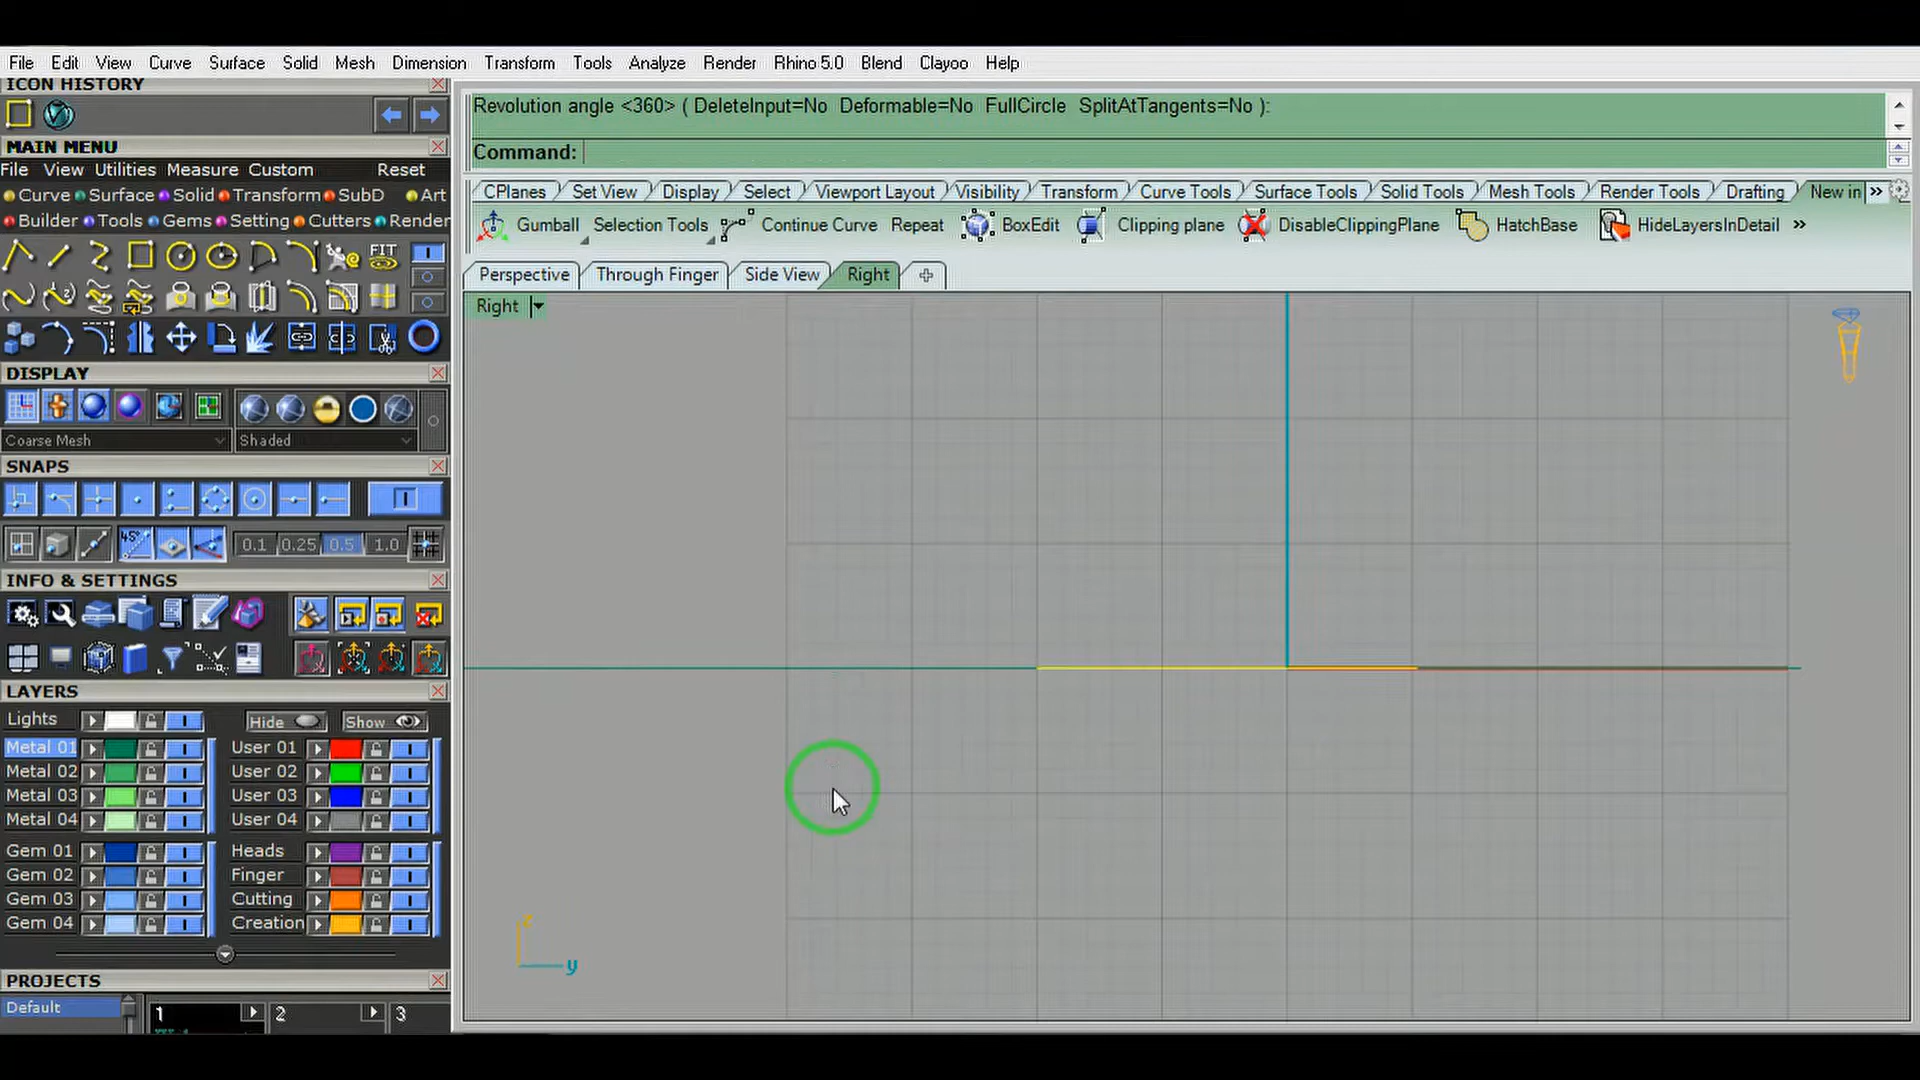 File Edit View Curve Surface Solid Mesh Dimension Transform Tools Analyze Render Rhino 5.0 Blend Clayoo Help
ICON HISTORY
MAIN MENU
File View Utilities Measure Custom Reset
Curve Surface Solid Transform SubD Art
Builder Tools Gems Setting Cutters Render
FIT
DISPLAY
Coarse Mesh Shaded
SNAPS
45°
0.1 0.25 0.5 1.0
INFO & SETTINGS
LAYERS
Lights Hide Show
Metal 01 User 01
Metal 02 User 02
Metal 03 User 03
Metal 04 User 04
Gem 01 Heads
Gem 02 Finger
Gem 03 Cutting
Gem 04 Creation
PROJECTS
Default 1 2 3
Revolution angle <360> ( DeleteInput=No Deformable=No FullCircle SplitAtTangents=No ):
Command:
CPlanes Set View Display Select Viewport Layout Visibility Transform Curve Tools Surface Tools Solid Tools Mesh Tools Render Tools Drafting New in »
Gumball Selection Tools Continue Curve Repeat BoxEdit Clipping plane DisableClippingPlane HatchBase HideLayersInDetail »
Perspective Through Finger Side View Right
Right
z
y